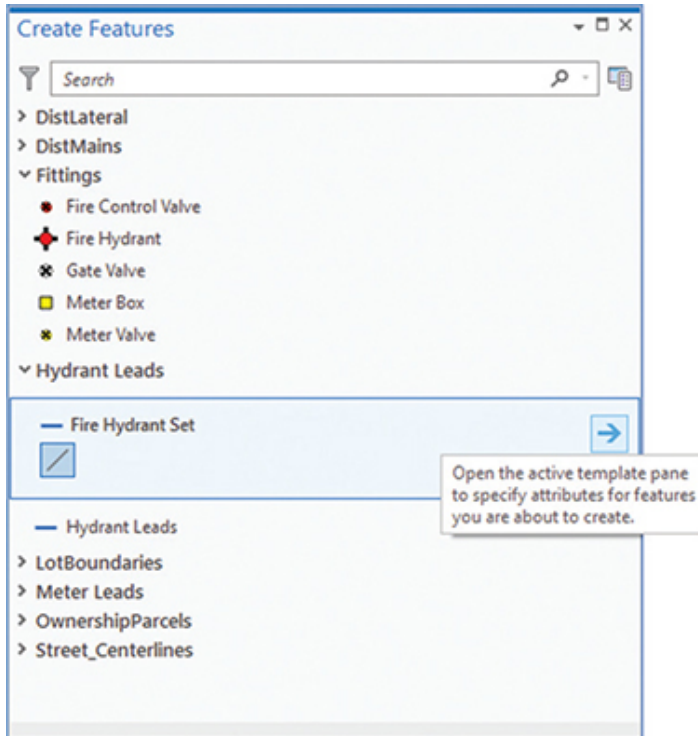 Create Features
Search
DistLateral
DistMains
Fittings
Fire Control Valve
Fire Hydrant
Gate Valve
Meter Box
Meter Valve
Hydrant Leads
Fire Hydrant Set
Open the active template pane
to specify attributes for features
you are about to create.
Hydrant Leads
LotBoundaries
Meter Leads
OwnershipParcels
Street_Centerlines